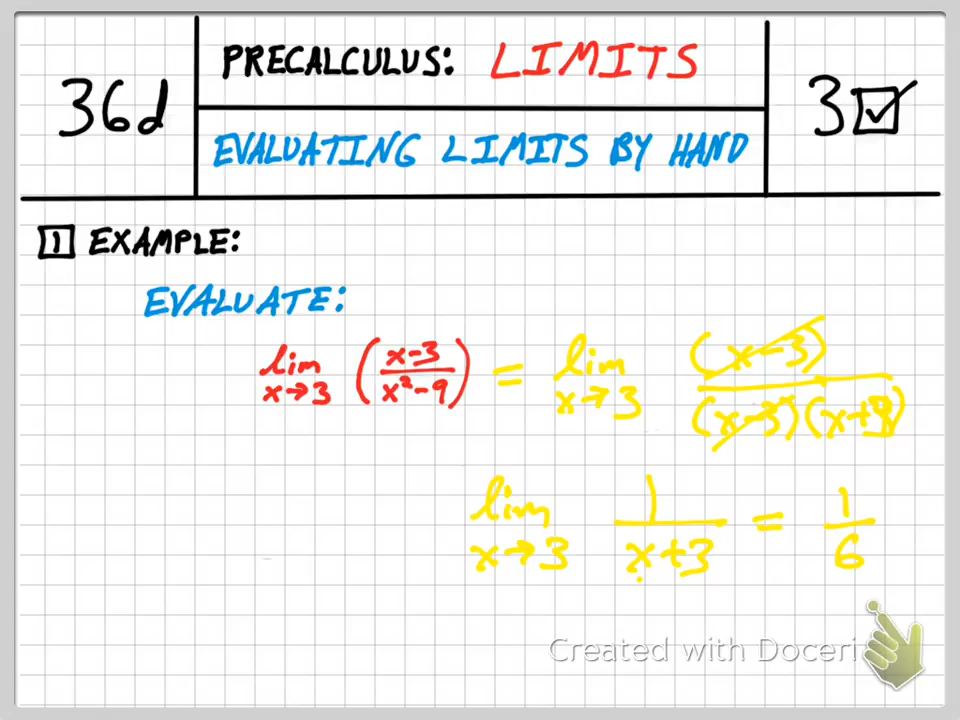 36d
PRECALCULUS: LIMITS
EVALUATING LIMITS BY HAND
3
1 EXAMPLE:
EVALUATE:
lim x→3 (x-3 / x²-9) = lim x→3 (x-3) / (x-3)(x+3)
lim x→3 1 / x+3 = 1 / 6
Created with Doceri